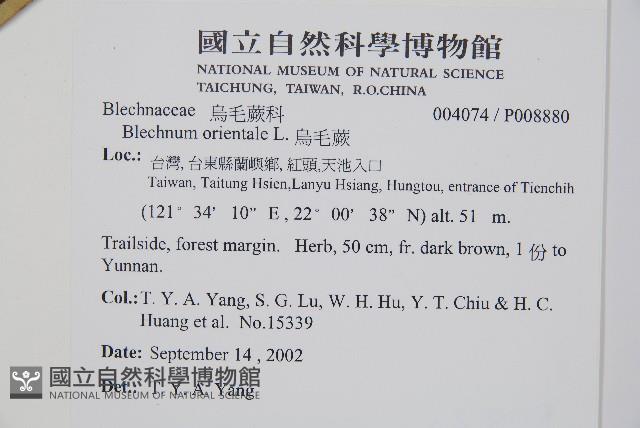 國立自然科學博物館
NATIONAL MUSEUM OF NATURAL SCIENCE
TAICHUNG, TAIWAN, R.O.CHINA
Blechnaceae 烏毛蕨科 004074 / P008880
Blechnum orientale L. 烏毛蕨
Loc.: 台灣, 台東縣蘭嶼鄉, 紅頭,天池入口
Taiwan, Taitung Hsien,Lanyu Hsiang, Hungtou, entrance of Tienchih
(121° 34' 10" E , 22° 00' 38" N) alt. 51 m.
Trailside, forest margin. Herb, 50 cm, fr. dark brown, 1 份 to
Yunnan.
Col.: T. Y. A. Yang, S. G. Lu, W. H. Hu, Y. T. Chiu & H. C.
Huang et al. No.15339
Date: September 14 , 2002
Det.: T. Y. A. Yang
國立自然科學博物館
NATIONAL MUSEUM OF NATURAL SCIENCE